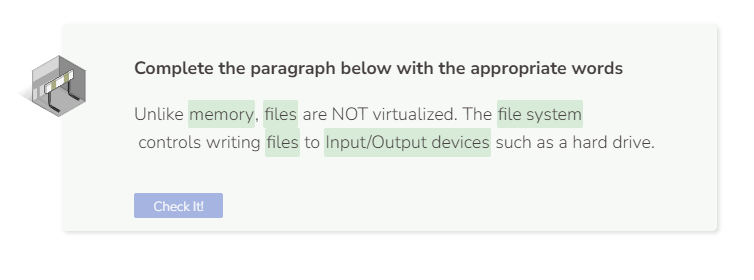 Complete the paragraph below with the appropriate words
Unlike memory, files are NOT virtualized. The file system
controls writing files to Input/Output devices such as a hard drive.
Check It!